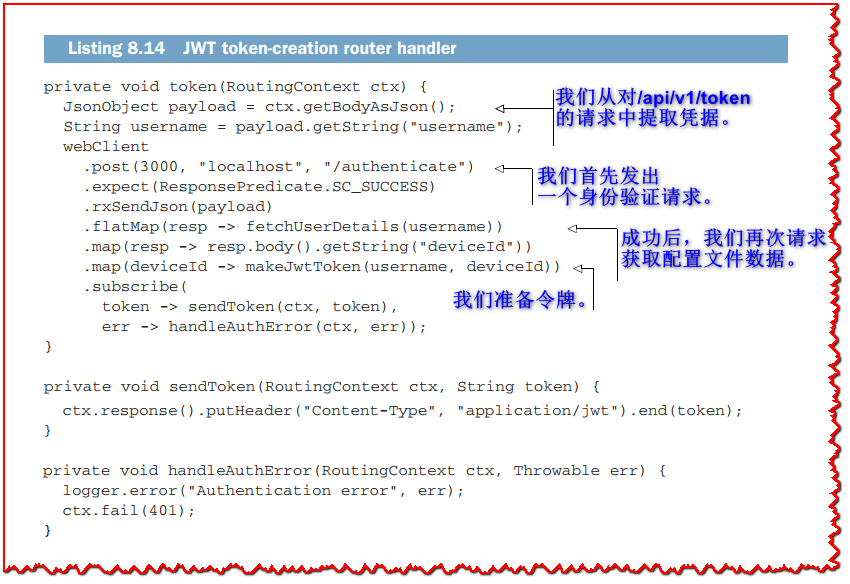 Listing 8.14 JWT token-creation router handler
private void token(RoutingContext ctx) {
JsonObject payload = ctx.getBodyAsJson();
我们从对/api/v1/token
的请求中提取凭据。
String username = payload.getString("username");
webClient
.post(3000, "localhost", "/authenticate")
我们首先发出
一个身份验证请求。
.expect(ResponsePredicate.SC_SUCCESS)
.rxSendJson(payload)
.flatMap(resp -> fetchUserDetails(username))
成功后，我们再次请求
获取配置文件数据。
.map(resp -> resp.body().getString("deviceId"))
.map(deviceId -> makeJwtToken(username, deviceId))
我们准备令牌。
.subscribe(
token -> sendToken(ctx, token),
err -> handleAuthError(ctx, err));
}
private void sendToken(RoutingContext ctx, String token) {
ctx.response().putHeader("Content-Type", "application/jwt").end(token);
}
private void handleAuthError(RoutingContext ctx, Throwable err) {
logger.error("Authentication error", err);
ctx.fail(401);
}